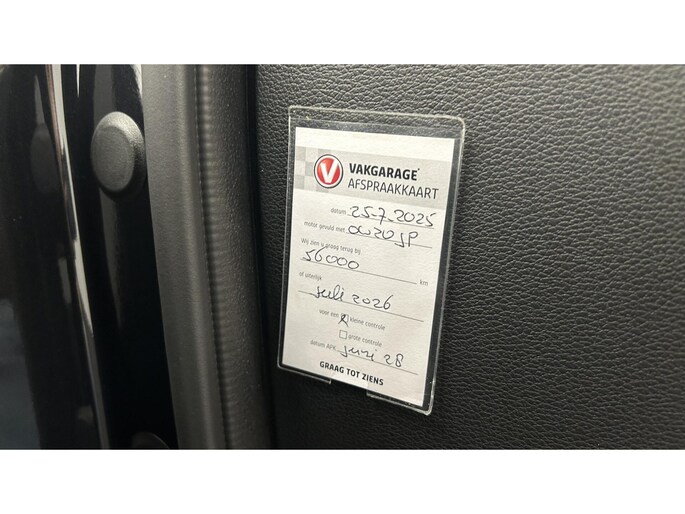 V VAKGARAGE
AFSPRAAKKAART
datum 25-7-2025
motor gevuld met 0W20 SP
Wij zien u graag terug bij
56000 km
of uiterlijk
juli 2026
voor een kleine controle
grote controle
datum APK juni 28
GRAAG TOT ZIENS